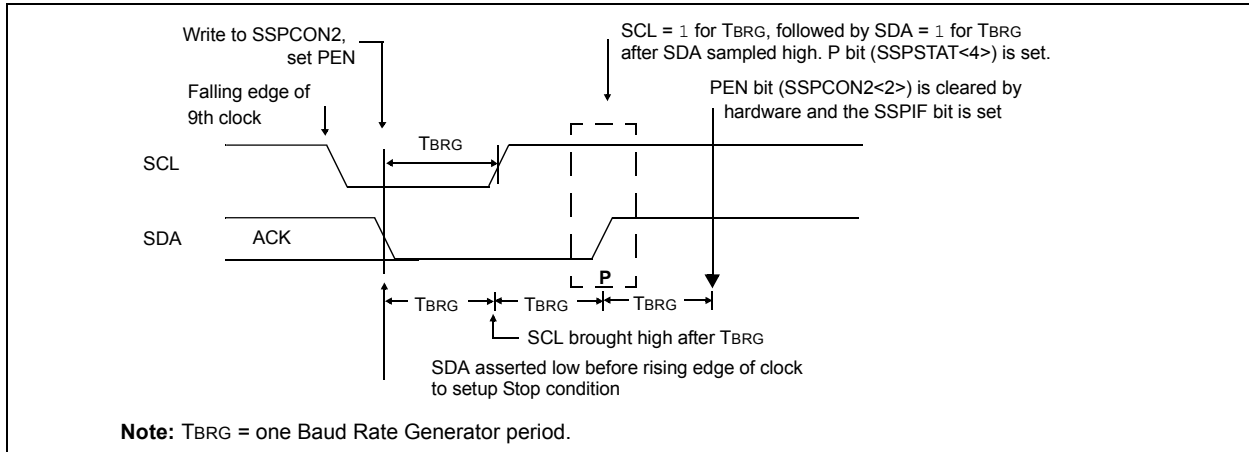 Write to SSPCON2,
set PEN
SCL = 1 for TBRG, followed by SDA = 1 for TBRG
after SDA sampled high. P bit (SSPSTAT<4>) is set.
Falling edge of
9th clock
PEN bit (SSPCON2<2>) is cleared by
hardware and the SSPIF bit is set
TBRG
SCL
SDA
ACK
P
TBRG
TBRG
TBRG
SCL brought high after TBRG
SDA asserted low before rising edge of clock
to setup Stop condition
Note: TBRG = one Baud Rate Generator period.